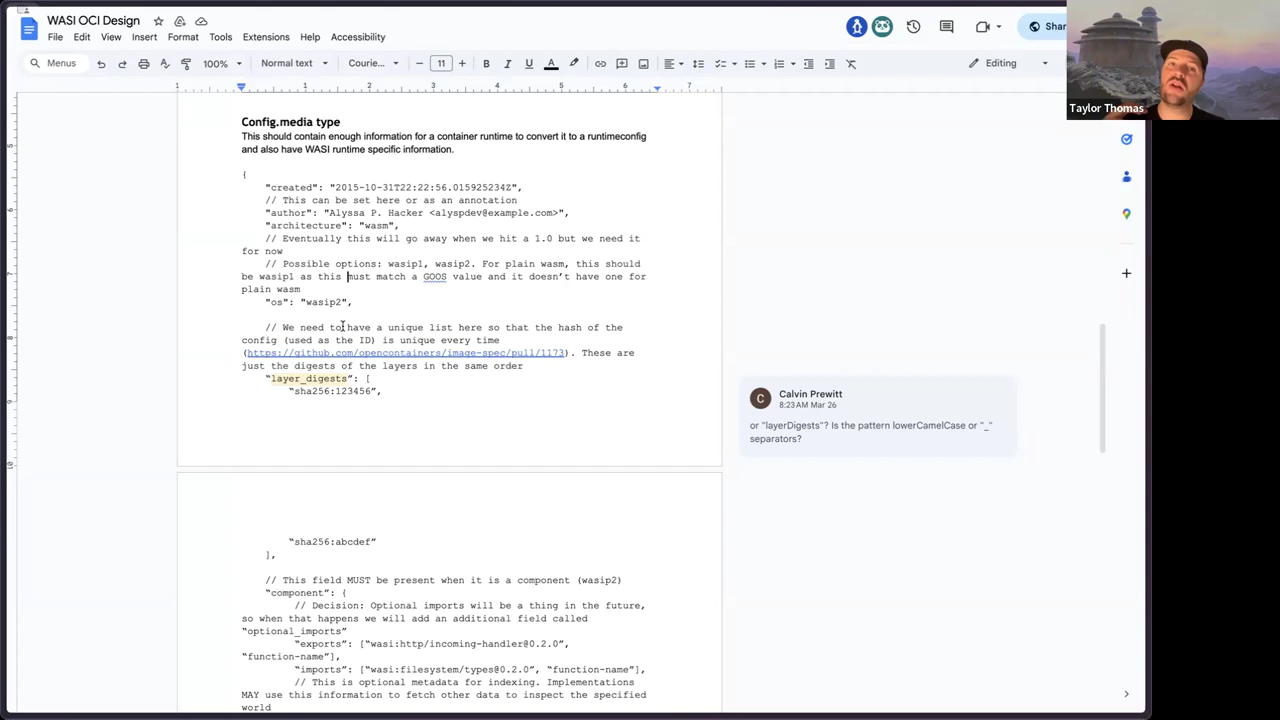 WASI OCI Design
File Edit View Insert Format Tools Extensions Help Accessibility
Shar
Menus 100% Normal text Courie... 11 B I U A Editing
1 1 2 3 4 5 6 7
Taylor Thomas
Config.media type
This should contain enough information for a container runtime to convert it to a runtimeconfig
and also have WASI runtime specific information.
{
"created": "2015-10-31T22:22:56.015925234Z",
// This can be set here or as an annotation
"author": "Alyssa P. Hacker <alyspdev@example.com>",
"architecture": "wasm",
// Eventually this will go away when we hit a 1.0 but we need it
for now
// Possible options: wasip1, wasip2. For plain wasm, this should
be wasip1 as this must match a GOOS value and it doesn't have one for
plain wasm
"os": "wasip2",
// We need to have a unique list here so that the hash of the
config (used as the ID) is unique every time
(https://github.com/opencontainers/image-spec/pull/1173). These are
just the digests of the layers in the same order
“layer_digests": [
“sha256:123456”,
C Calvin Prewitt
8:23 AM Mar 26
or "layerDigests"? Is the pattern lowerCamelCase or "_"
separators?
“sha256:abcdef”
],
// This field MUST be present when it is a component (wasip2)
“component": {
// Decision: Optional imports will be a thing in the future,
so when that happens we will add an additional field called
“optional_imports”
“exports”: [“wasi:http/incoming-handler@0.2.0”,
“function-name”],
“imports”: [“wasi:filesystem/types@0.2.0”, “function-name”],
// This is optional metadata for indexing. Implementations
MAY use this information to fetch other data to inspect the specified
world